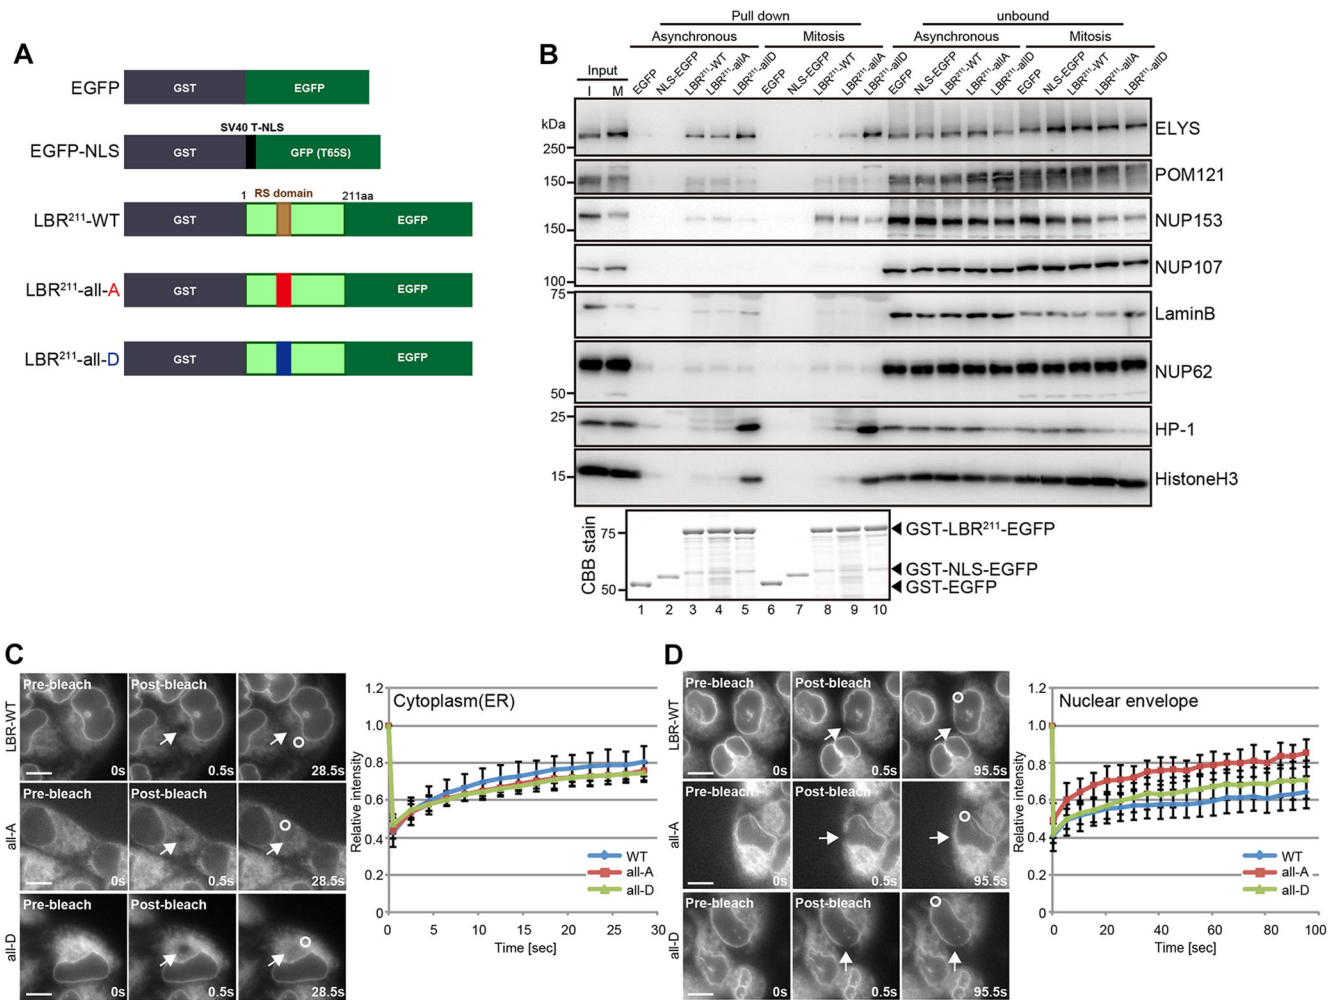 A
EGFP
GST
EGFP
SV40 T-NLS
EGFP-NLS
GST
GFP (T65S)
1
RS domain
211aa
LBR²¹¹-WT
GST
EGFP
LBR²¹¹-all-A
GST
EGFP
LBR²¹¹-all-D
GST
EGFP
B
Pull down
unbound
Asynchronous
Mitosis
Asynchronous
Mitosis
Input
I
M
EGFP
NLS-EGFP
LBR²¹¹-WT
LBR²¹¹-allA
LBR²¹¹-allD
EGFP
NLS-EGFP
LBR²¹¹-WT
LBR²¹¹-allA
LBR²¹¹-allD
EGFP
NLS-EGFP
LBR²¹¹-WT
LBR²¹¹-allA
LBR²¹¹-allD
EGFP
NLS-EGFP
LBR²¹¹-WT
LBR²¹¹-allA
LBR²¹¹-allD
kDa
250
ELYS
150
POM121
150
NUP153
100
NUP107
75
LaminB
50
NUP62
25
HP-1
15
HistoneH3
CBB stain
75
50
GST-LBR²¹¹-EGFP
GST-NLS-EGFP
GST-EGFP
1 2 3 4 5 6 7 8 9 10
C
LBR-WT
Pre-bleach
0s
Post-bleach
0.5s
28.5s
all-A
Pre-bleach
0s
Post-bleach
0.5s
28.5s
all-D
Pre-bleach
0s
Post-bleach
0.5s
28.5s
Cytoplasm(ER)
Relative intensity
1.2
1.0
0.8
0.6
0.4
0.2
0
WT
all-A
all-D
0 5 10 15 20 25 30
Time [sec]
D
LBR-WT
Pre-bleach
0s
Post-bleach
0.5s
95.5s
all-A
Pre-bleach
0s
Post-bleach
0.5s
95.5s
all-D
Pre-bleach
0s
Post-bleach
0.5s
95.5s
Nuclear envelope
Relative intensity
1.2
1.0
0.8
0.6
0.4
0.2
0
WT
all-A
all-D
0 20 40 60 80 100
Time [sec]